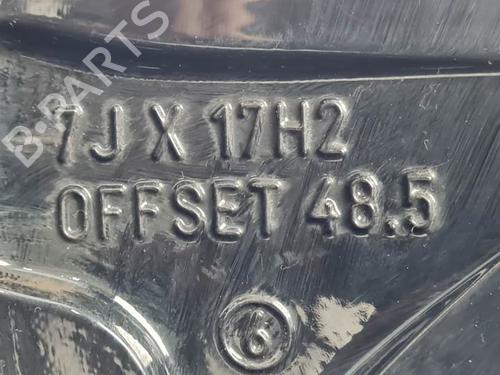 B-PARTS
7J X 17H2
OFFSET 48.5
6